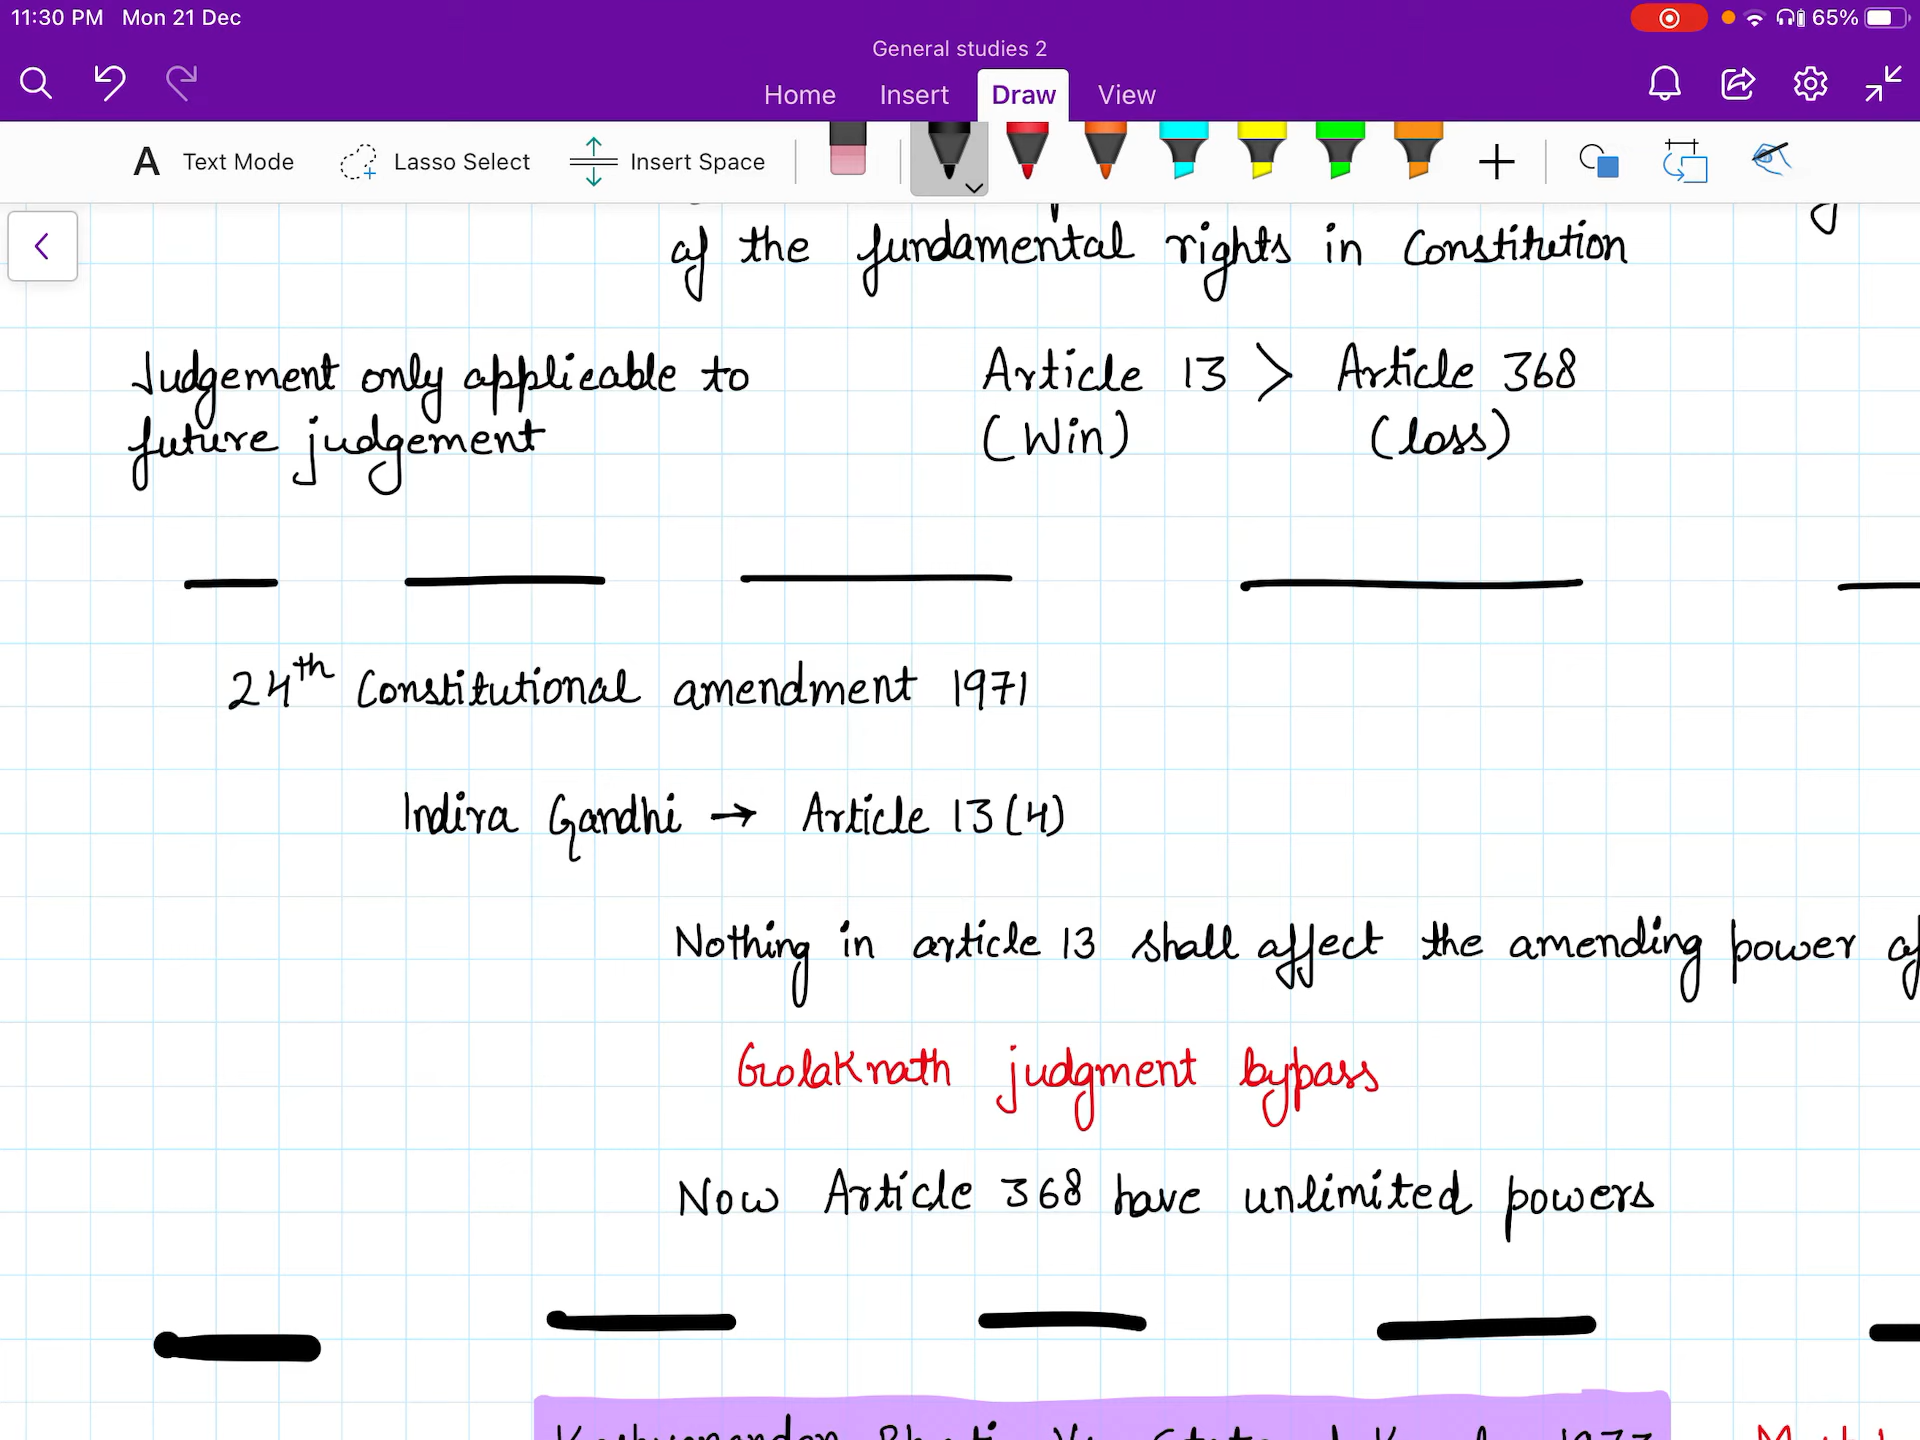 11:30 PM Mon 21 Dec
65%
General studies 2
Home Insert Draw View
A Text Mode Lasso Select Insert Space
of the fundamental rights in Constitution
Judgement only applicable to
future judgement
Article 13 > Article 368
(Win) (loss)
24th Constitutional amendment 1971
Indira Gandhi → Article 13(4)
Nothing in article 13 shall affect the amending power of
Golaknath judgment bypass
Now Article 368 have unlimited powers
1973